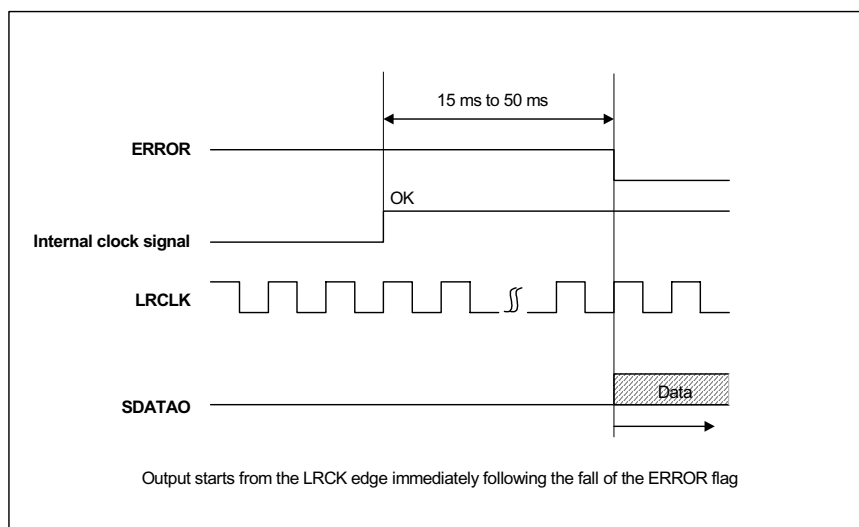 15 ms to 50 ms
ERROR
OK
Internal clock signal
LRCLK
Data
SDATAO
Output starts from the LRCK edge immediately following the fall of the ERROR flag